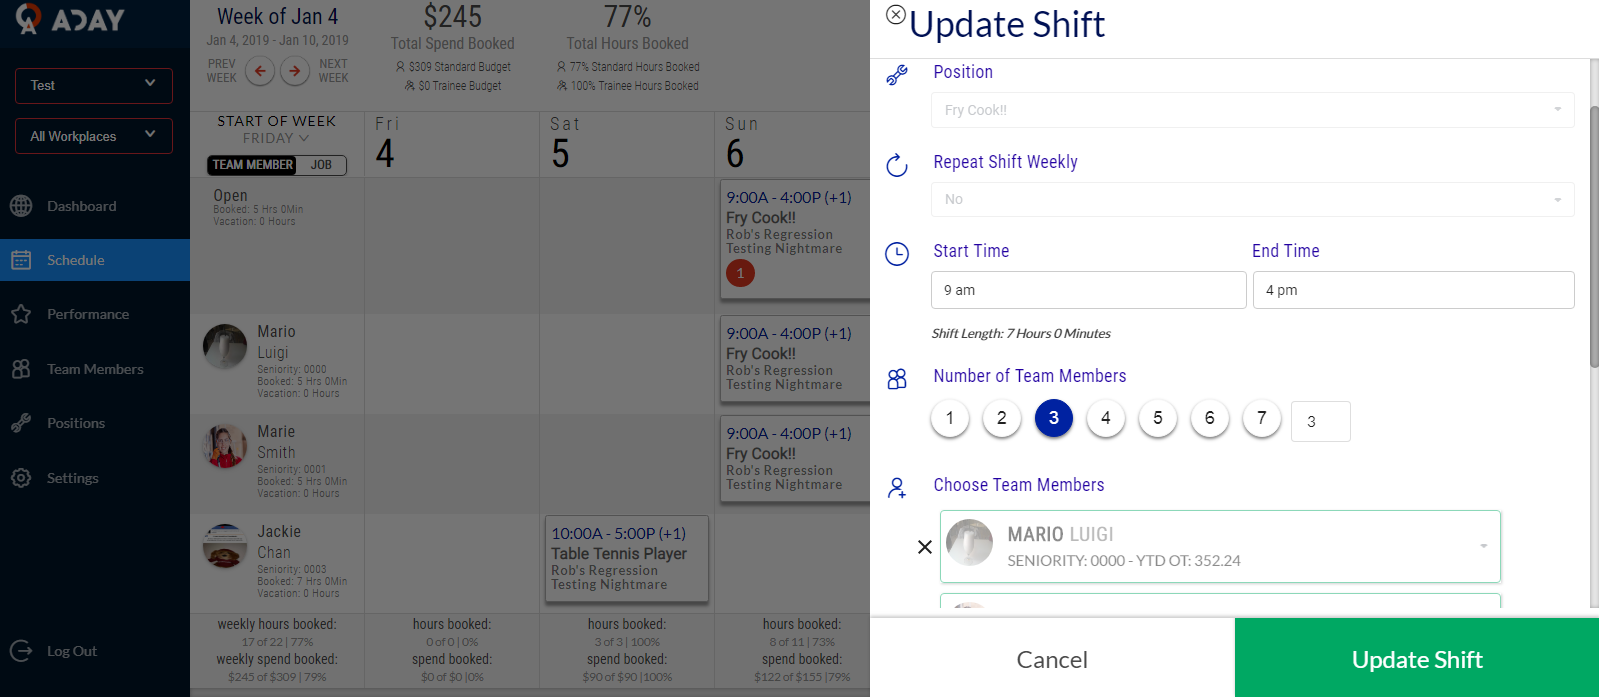 ADAY
Test
All Workplaces
Dashboard
Schedule
Performance
Team Members
Positions
Settings
Log Out
Week of Jan 4
Jan 4, 2019 - Jan 10, 2019
PREV WEEK
NEXT WEEK
$245
Total Spend Booked
$309 Standard Budget
$0 Trainee Budget
77%
Total Hours Booked
77% Standard Hours Booked
100% Trainee Hours Booked
START OF WEEK
FRIDAY
TEAM MEMBER JOB
Fri
4
Sat
5
Sun
6
Open
Booked: 5 Hrs 0Min
Vacation: 0 Hours
9:00A - 4:00P (+1)
Fry Cook!!
Rob's Regression
Testing Nightmare
1
Mario
Luigi
Seniority: 0000
Booked: 5 Hrs 0Min
Vacation: 0 Hours
9:00A - 4:00P (+1)
Fry Cook!!
Rob's Regression
Testing Nightmare
Marie
Smith
Seniority: 0001
Booked: 5 Hrs 0Min
Vacation: 0 Hours
9:00A - 4:00P (+1)
Fry Cook!!
Rob's Regression
Testing Nightmare
Jackie
Chan
Seniority: 0003
Booked: 7 Hrs 0Min
Vacation: 0 Hours
10:00A - 5:00P (+1)
Table Tennis Player
Rob's Regression
Testing Nightmare
weekly hours booked:
17 of 22 | 77%
weekly spend booked:
$245 of $309 | 79%
hours booked:
0 of 0 | 0%
spend booked:
$0 of $0 |0%
hours booked:
3 of 3 | 100%
spend booked:
$90 of $90 |100%
hours booked:
8 of 11 | 73%
spend booked:
$122 of $155 |79%
Update Shift
Position
Fry Cook!!
Repeat Shift Weekly
No
Start Time
End Time
9 am
4 pm
Shift Length: 7 Hours 0 Minutes
Number of Team Members
1 2 3 4 5 6 7 3
Choose Team Members
MARIO LUIGI
SENIORITY: 0000 - YTD OT: 352.24
Cancel
Update Shift